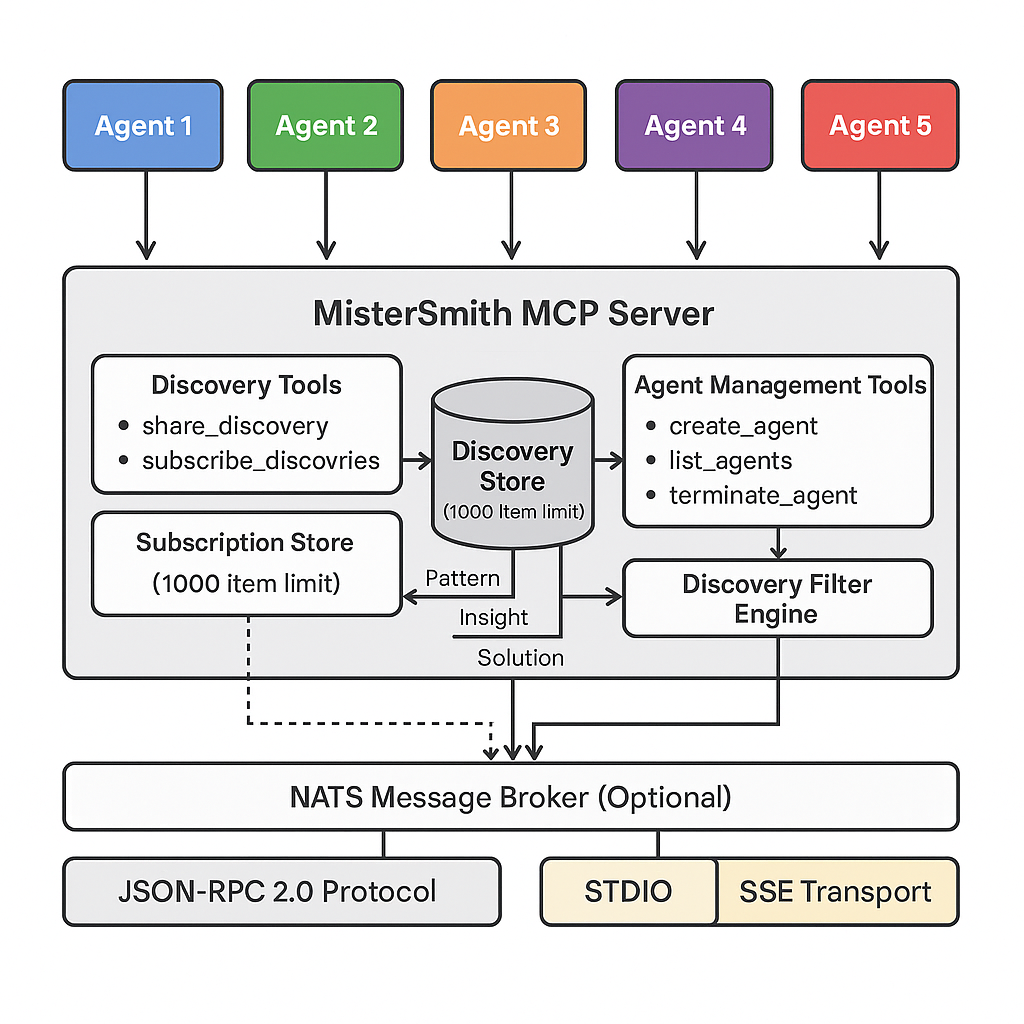 Agent 1
Agent 2
Agent 3
Agent 4
Agent 5
MisterSmith MCP Server
Discovery Tools
• share_discovery
• subscribe_discovries
Discovery
Store
(1000 Item limit)
Agent Management Tools
• create_agent
• list_agents
• terminate_agent
Subscription Store
(1000 item limit)
Pattern
Insight
Solution
Discovery Filter
Engine
NATS Message Broker (Optional)
JSON-RPC 2.0 Protocol
STDIO
SSE Transport